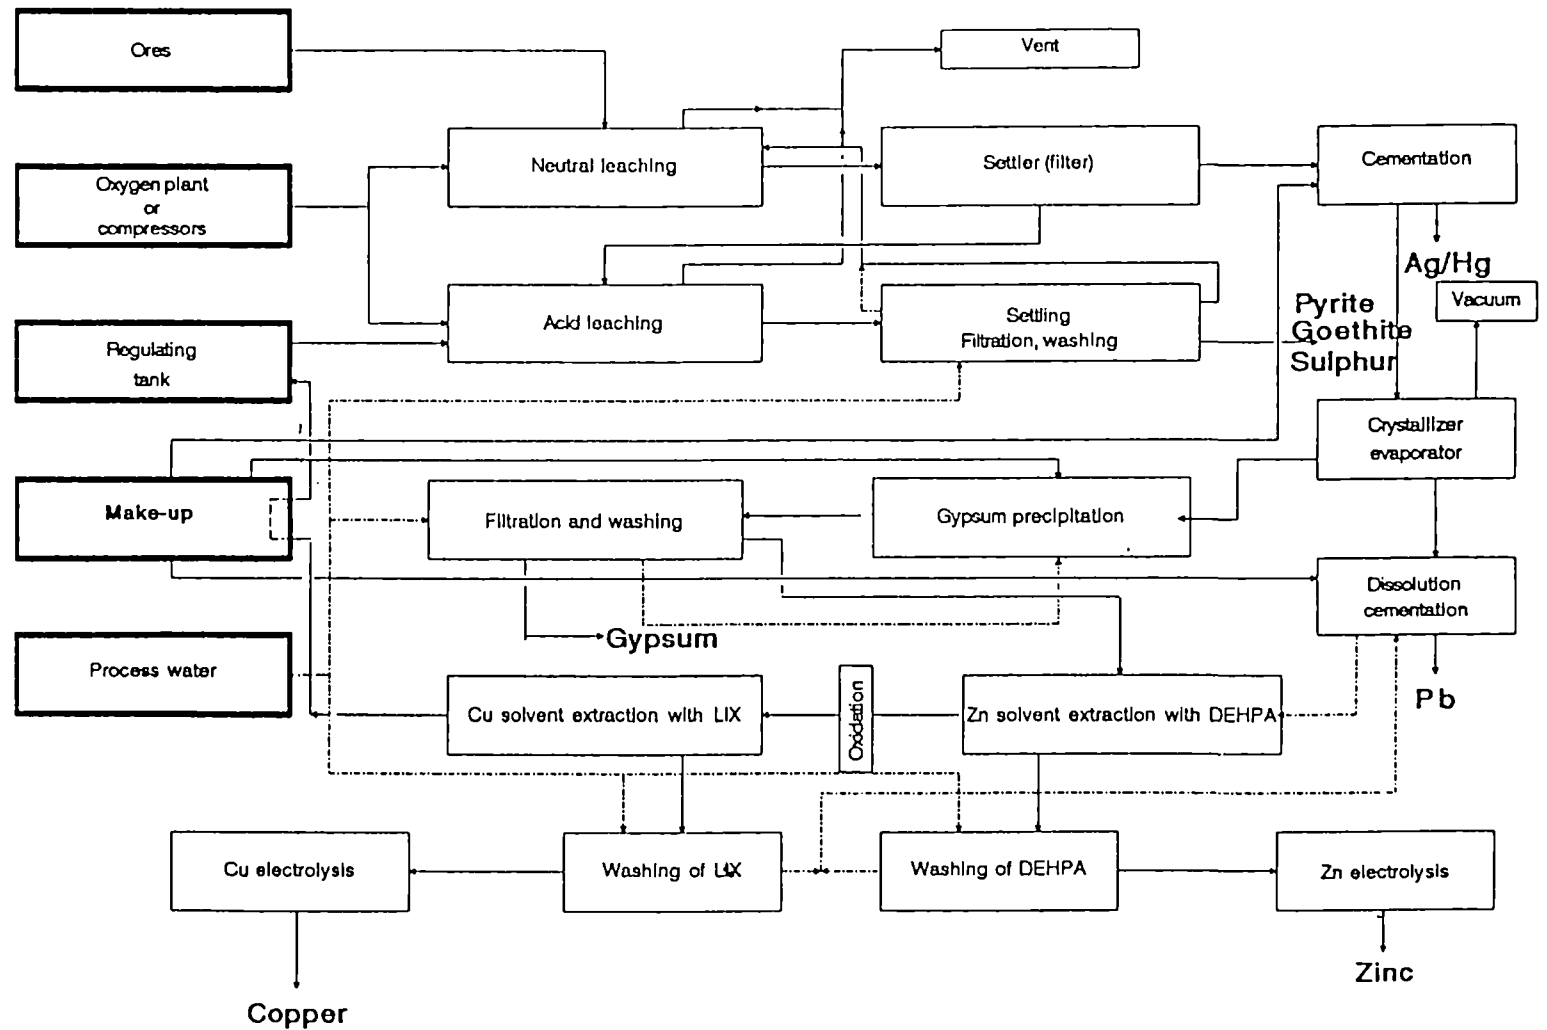 Ores
Vent
Neutral leaching
Settler (filter)
Cementation
Oxygen plant
or
compressors
Ag/Hg
Acid leaching
Settling
Filtration, washing
Pyrite
Goethite
Sulphur
Vacuum
Regulating
tank
Crystallizer
evaporator
Make-up
Filtration and washing
Gypsum precipitation
Dissolution
cementation
Gypsum
Process water
Cu solvent extraction with LIX
Oxidation
Zn solvent extraction with DEHPA
Pb
Cu electrolysis
Washing of LIX
Washing of DEHPA
Zn electrolysis
Zinc
Copper